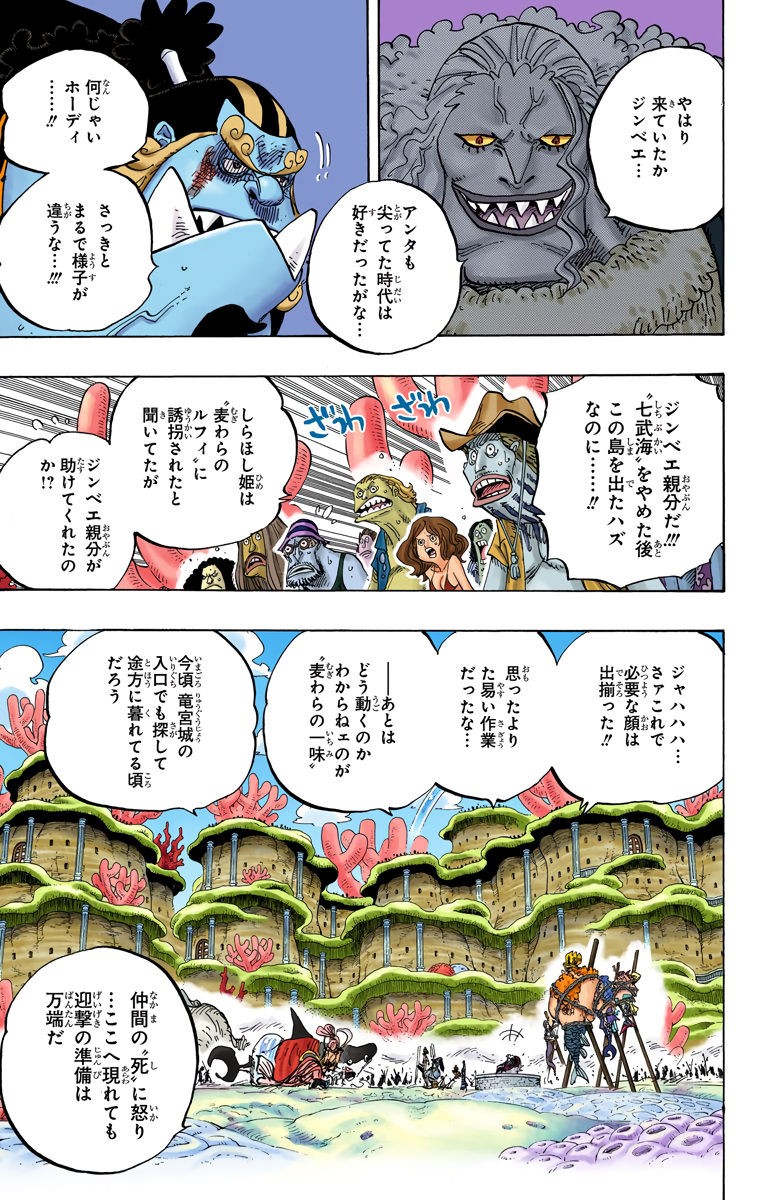 やはり
来ていたか
ジンベエ…
アンタも
尖ってた時代は
好きだったがな…
!!
何じゃい
ホーディ
……!!
さっきと
まるで様子が
違うな…!!!
ジンベエ親分だ!!!
〝七武海〟をやめた後
この島を出たハズ
なのに……!!
ざわ
ざわ
しらほし姫は
〝麦わらの
ルフィ〟に
誘拐されたと
聞いてたが
ジンベエ親分が
助けてくれたの
か!?
ジャハハハ…
さァこれで
必要な顔は
出揃った!!
思ったより
た易い作業
だったな…
――あとは
どう動くのか
わからねェのが
〝麦わらの一味〟
今頃 竜宮城の
入口でも探して
途方に暮れてる頃
だろう
仲間の〝死〟に怒り
…ここへ現れても
迎撃の準備は
万端だ